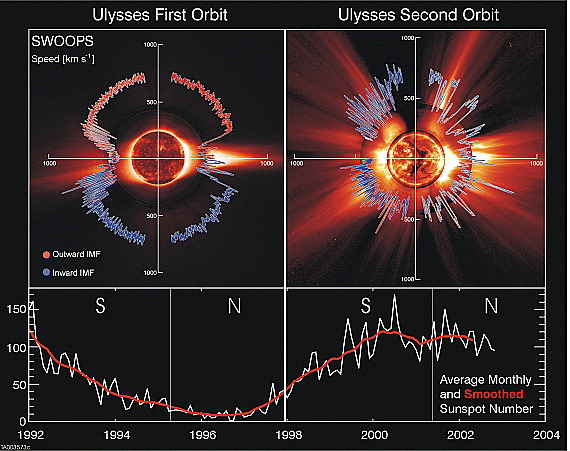 Ulysses First Orbit
Ulysses Second Orbit
SWOOPS
Speed [km s⁻¹]
1000
500
1000
1000
500
1000
Outward IMF
Inward IMF
1000
500
1000
1000
500
1000
S
N
S
N
150
100
50
0
Average Monthly
and Smoothed
Sunspot Number
1992
1994
1996
1998
2000
2002
2004
TA003573c